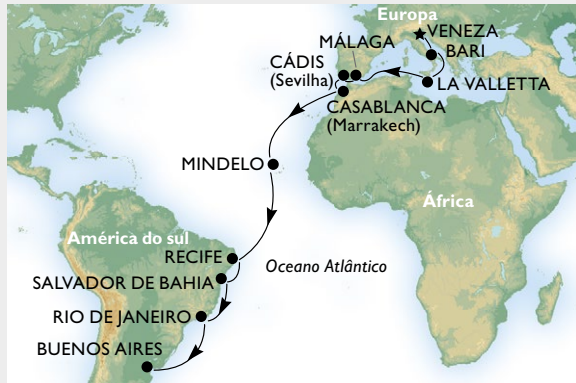 Europa
VENEZA
MÁLAGA
BARI
CÁDIS
(Sevilha)
LA VALLETTA
CASABLANCA
(Marrakech)
MINDELO
África
América do sul
RECIFE
Oceano Atlântico
SALVADOR DE BAHIA
RIO DE JANEIRO
BUENOS AIRES